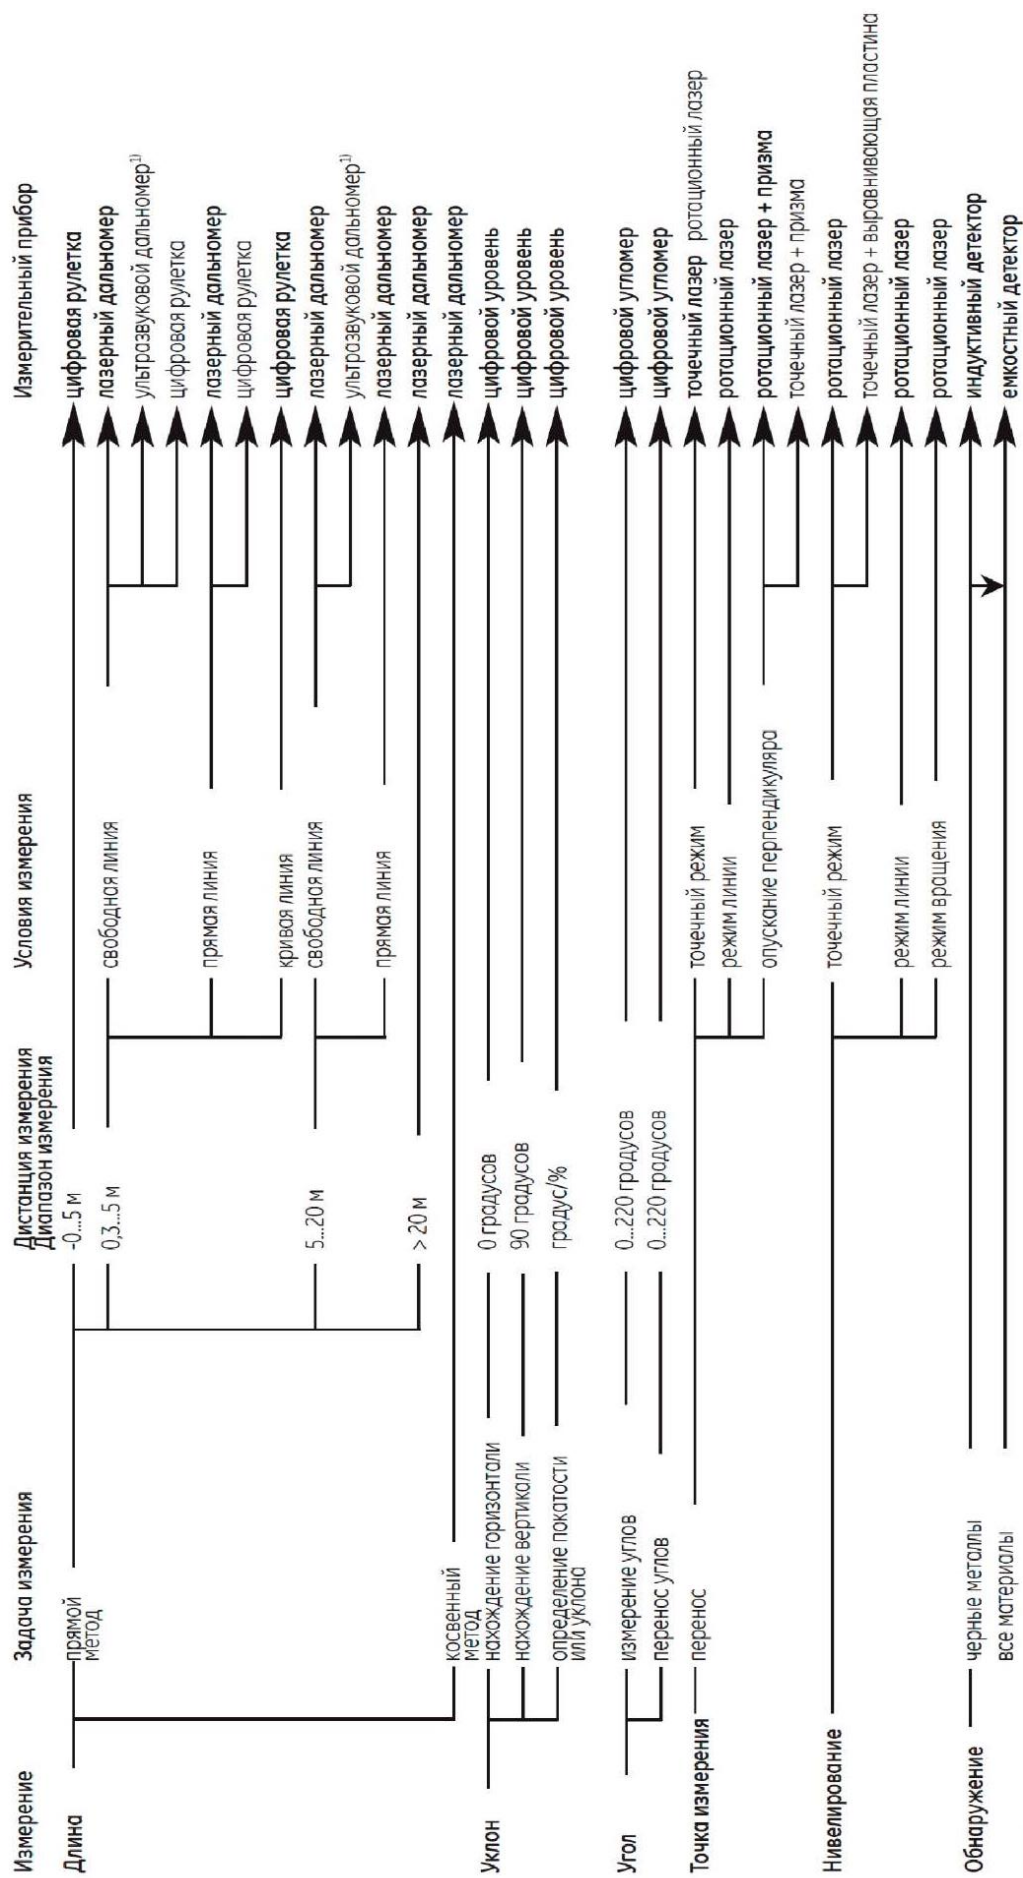 Измерение
Задача измерения
Дистанция измерения
Диапазон измерения
Условия измерения
Измерительный прибор
Длина
прямой
метод
-0...5 м
цифровая рулетка
0,3...5 м
свободная линия
лазерный дальномер
ультразвуковой дальномер1)
цифровая рулетка
прямая линия
лазерный дальномер
цифровая рулетка
кривая линия
цифровая рулетка
5...20 м
свободная линия
лазерный дальномер
ультразвуковой дальномер1)
прямая линия
лазерный дальномер
> 20 м
лазерный дальномер
косвенный
метод
лазерный дальномер
Уклон
нахождение горизонтали
0 градусов
цифровой уровень
нахождение вертикали
90 градусов
цифровой уровень
определение покатости
или уклона
градус/%
цифровой уровень
Угол
измерение углов
0...220 градусов
цифровой угломер
перенос углов
0...220 градусов
цифровой угломер
Точка измерения
перенос
точечный режим
точечный лазер ротационный лазер
режим линии
ротационный лазер
опускание перпендикуляра
ротационный лазер + призма
точечный лазер + призма
Нивелирование
точечный режим
ротационный лазер
точечный лазер + выравнивающая пластина
режим линии
ротационный лазер
режим вращения
ротационный лазер
Обнаружение
черные металлы
индуктивный детектор
все материалы
емкостный детектор